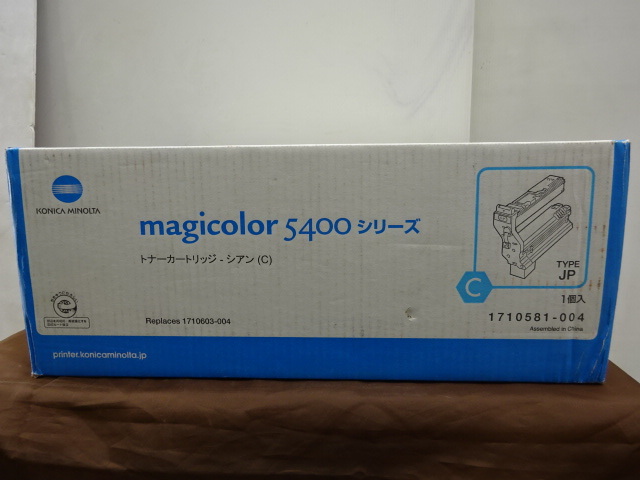 KONICA MINOLTA
magicolor 5400 シリーズ
トナーカートリッジ - シアン (C)
Replaces 1710603-004
printer.konicaminolta.jp
C
TYPE
JP
1個入
1710581-004
Assembled in China